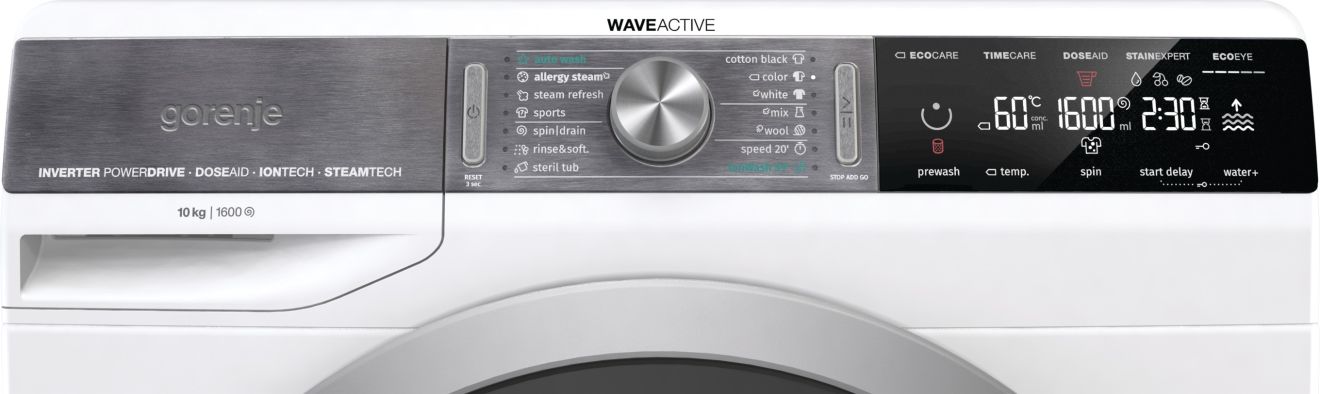 WAVEACTIVE
gorenje
INVERTER POWERDRIVE · DOSEAID · IONTECH · STEAMTECH
10 kg | 1600
RESET
3 sec
auto wash
allergy steam
steam refresh
sports
spin|drain
rinse&soft.
steril tub
cotton black
color
white
mix
wool
speed 20'
STOP ADD GO
ECOCARE TIMECARE DOSEAID STAINEXPERT ECOEYE
60 °C conc. ml 1600 ml 2:30
prewash temp. spin start delay water+